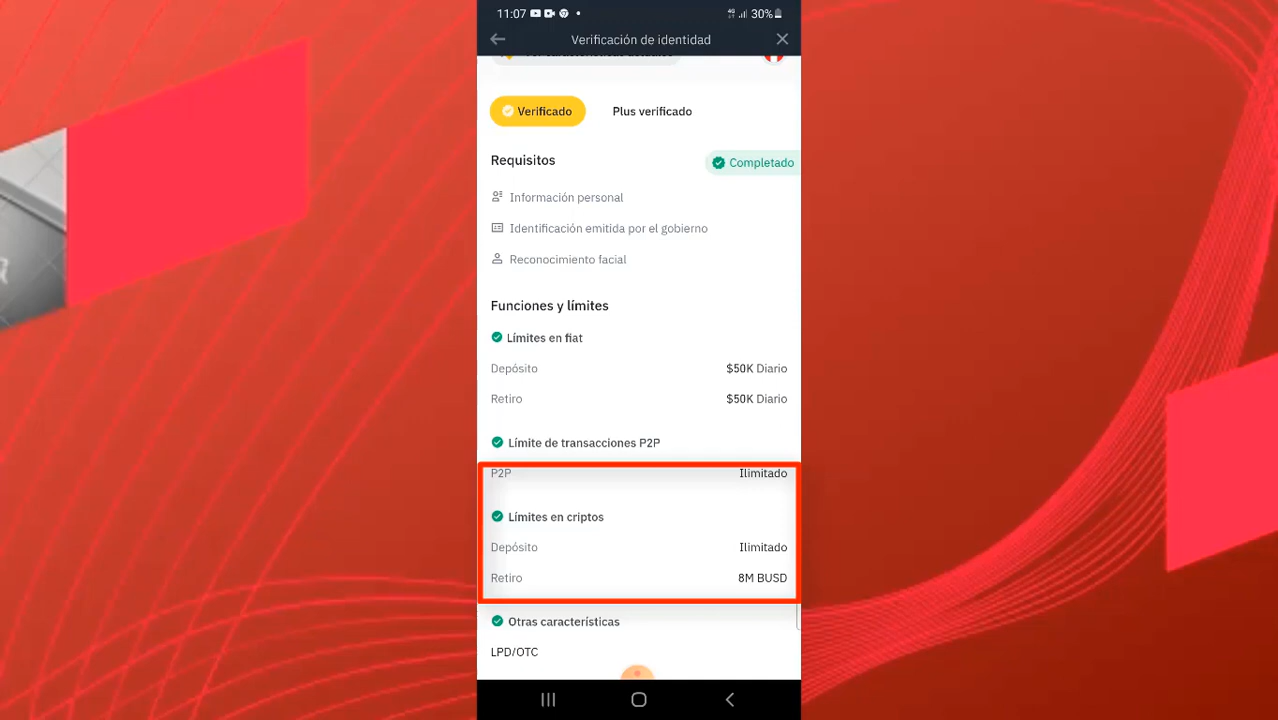 11:07 30%
Verificación de identidad
Verificado Plus verificado
Requisitos Completado
Información personal
Identificación emitida por el gobierno
Reconocimiento facial
Funciones y límites
Límites en fiat
Depósito $50K Diario
Retiro $50K Diario
Límite de transacciones P2P
P2P Ilimitado
Límites en criptos
Depósito Ilimitado
Retiro 8M BUSD
Otras características
LPD/OTC